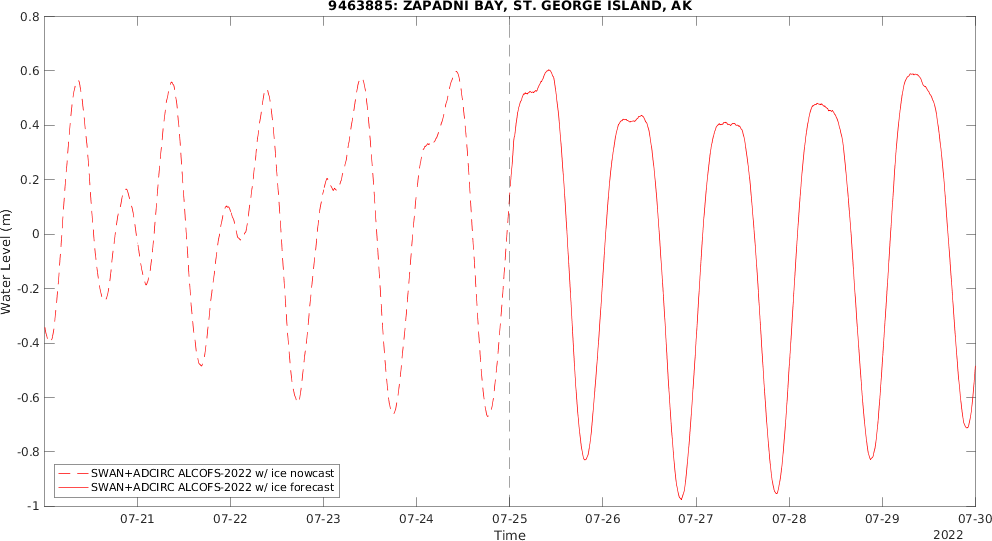 9463885: ZAPADNI BAY, ST. GEORGE ISLAND, AK
0.8
0.6
0.4
0.2
0
-0.2
-0.4
-0.6
-0.8
-1
Water Level (m)
SWAN+ADCIRC ALCOFS-2022 w/ ice nowcast
SWAN+ADCIRC ALCOFS-2022 w/ ice forecast
07-21 07-22 07-23 07-24 07-25 07-26 07-27 07-28 07-29 07-30
Time
2022